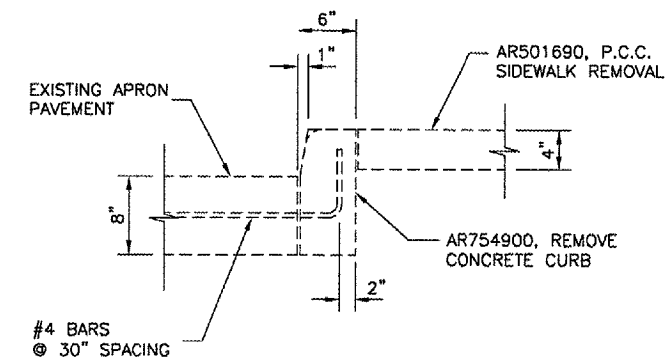 6"
1"
AR501690, P.C.C.
SIDEWALK REMOVAL
EXISTING APRON
PAVEMENT
4"
8"
AR754900, REMOVE
CONCRETE CURB
2"
#4 BARS
@ 30" SPACING